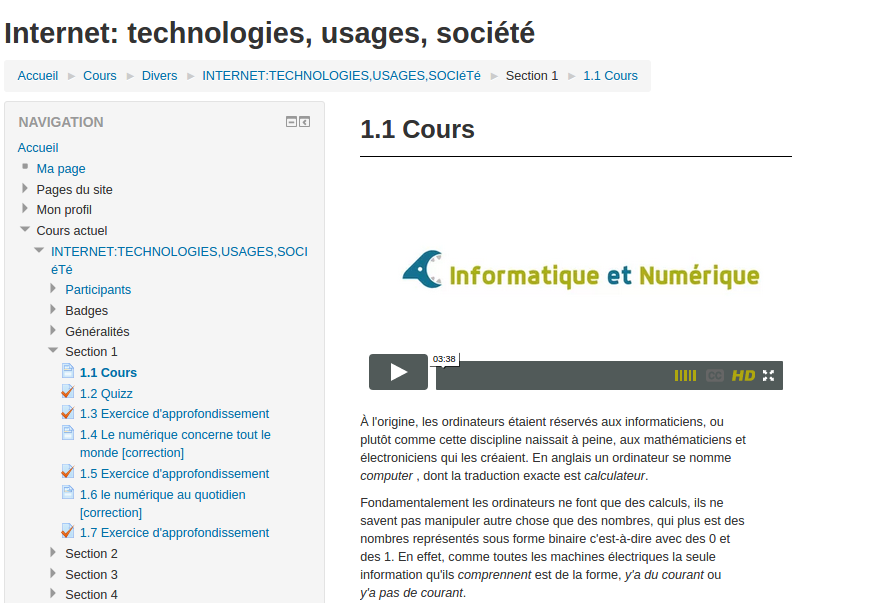 Internet: technologies, usages, société
Accueil ► Cours ► Divers ► INTERNET:TECHNOLOGIES,USAGES,SOCIéTé ► Section 1 ► 1.1 Cours
NAVIGATION
Accueil
Ma page
Pages du site
Mon profil
Cours actuel
INTERNET:TECHNOLOGIES,USAGES,SOCI
éTé
Participants
Badges
Généralités
Section 1
1.1 Cours
1.2 Quizz
1.3 Exercice d'approfondissement
1.4 Le numérique concerne tout le
monde [correction]
1.5 Exercice d'approfondissement
1.6 le numérique au quotidien
[correction]
1.7 Exercice d'approfondissement
Section 2
Section 3
Section 4
1.1 Cours
Informatique et Numérique
03:38
CC HD
À l'origine, les ordinateurs étaient réservés aux informaticiens, ou
plutôt comme cette discipline naissait à peine, aux mathématiciens et
électroniciens qui les créaient. En anglais un ordinateur se nomme
computer , dont la traduction exacte est calculateur.
Fondamentalement les ordinateurs ne font que des calculs, ils ne
savent pas manipuler autre chose que des nombres, qui plus est des
nombres représentés sous forme binaire c'est-à-dire avec des 0 et
des 1. En effet, comme toutes les machines électriques la seule
information qu'ils comprennent est de la forme, y'a du courant ou
y'a pas de courant.